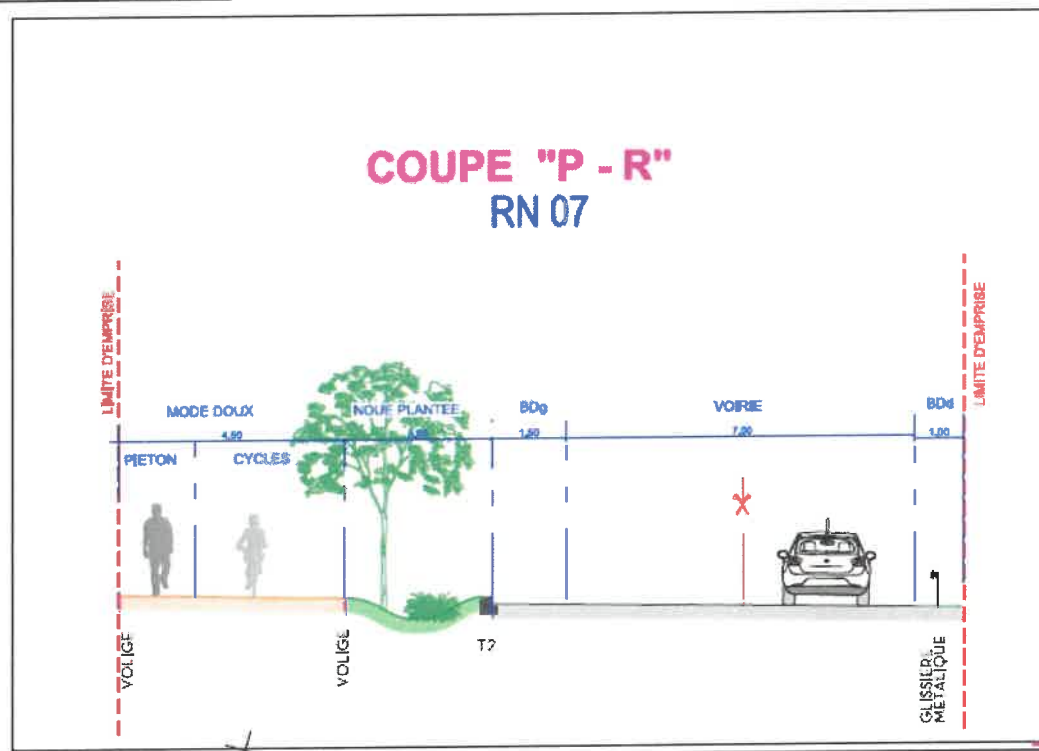 COUPE "P - R"
RN 07
LIMITE D'EMPRISE
LIMITE D'EMPRISE
MODE DOUX
NOUE PLANTEE
BDg
VOIRIE
BDd
4,50
1,50
7,00
1,00
PIETON
CYCLES
VOLIGE
VOLIGE
T2
GLISSIERE
METALIQUE